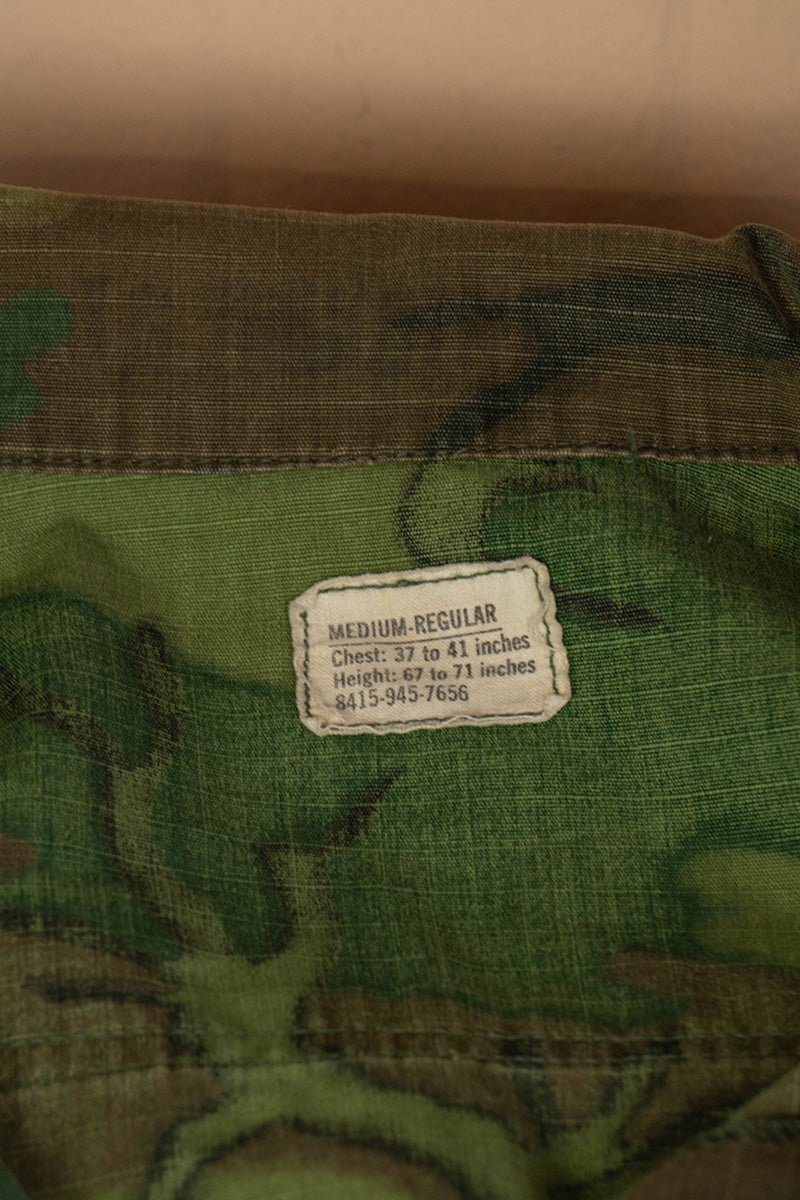 MEDIUM-REGULAR
Chest: 37 to 41 inches
Height: 67 to 71 inches
8415-945-7656